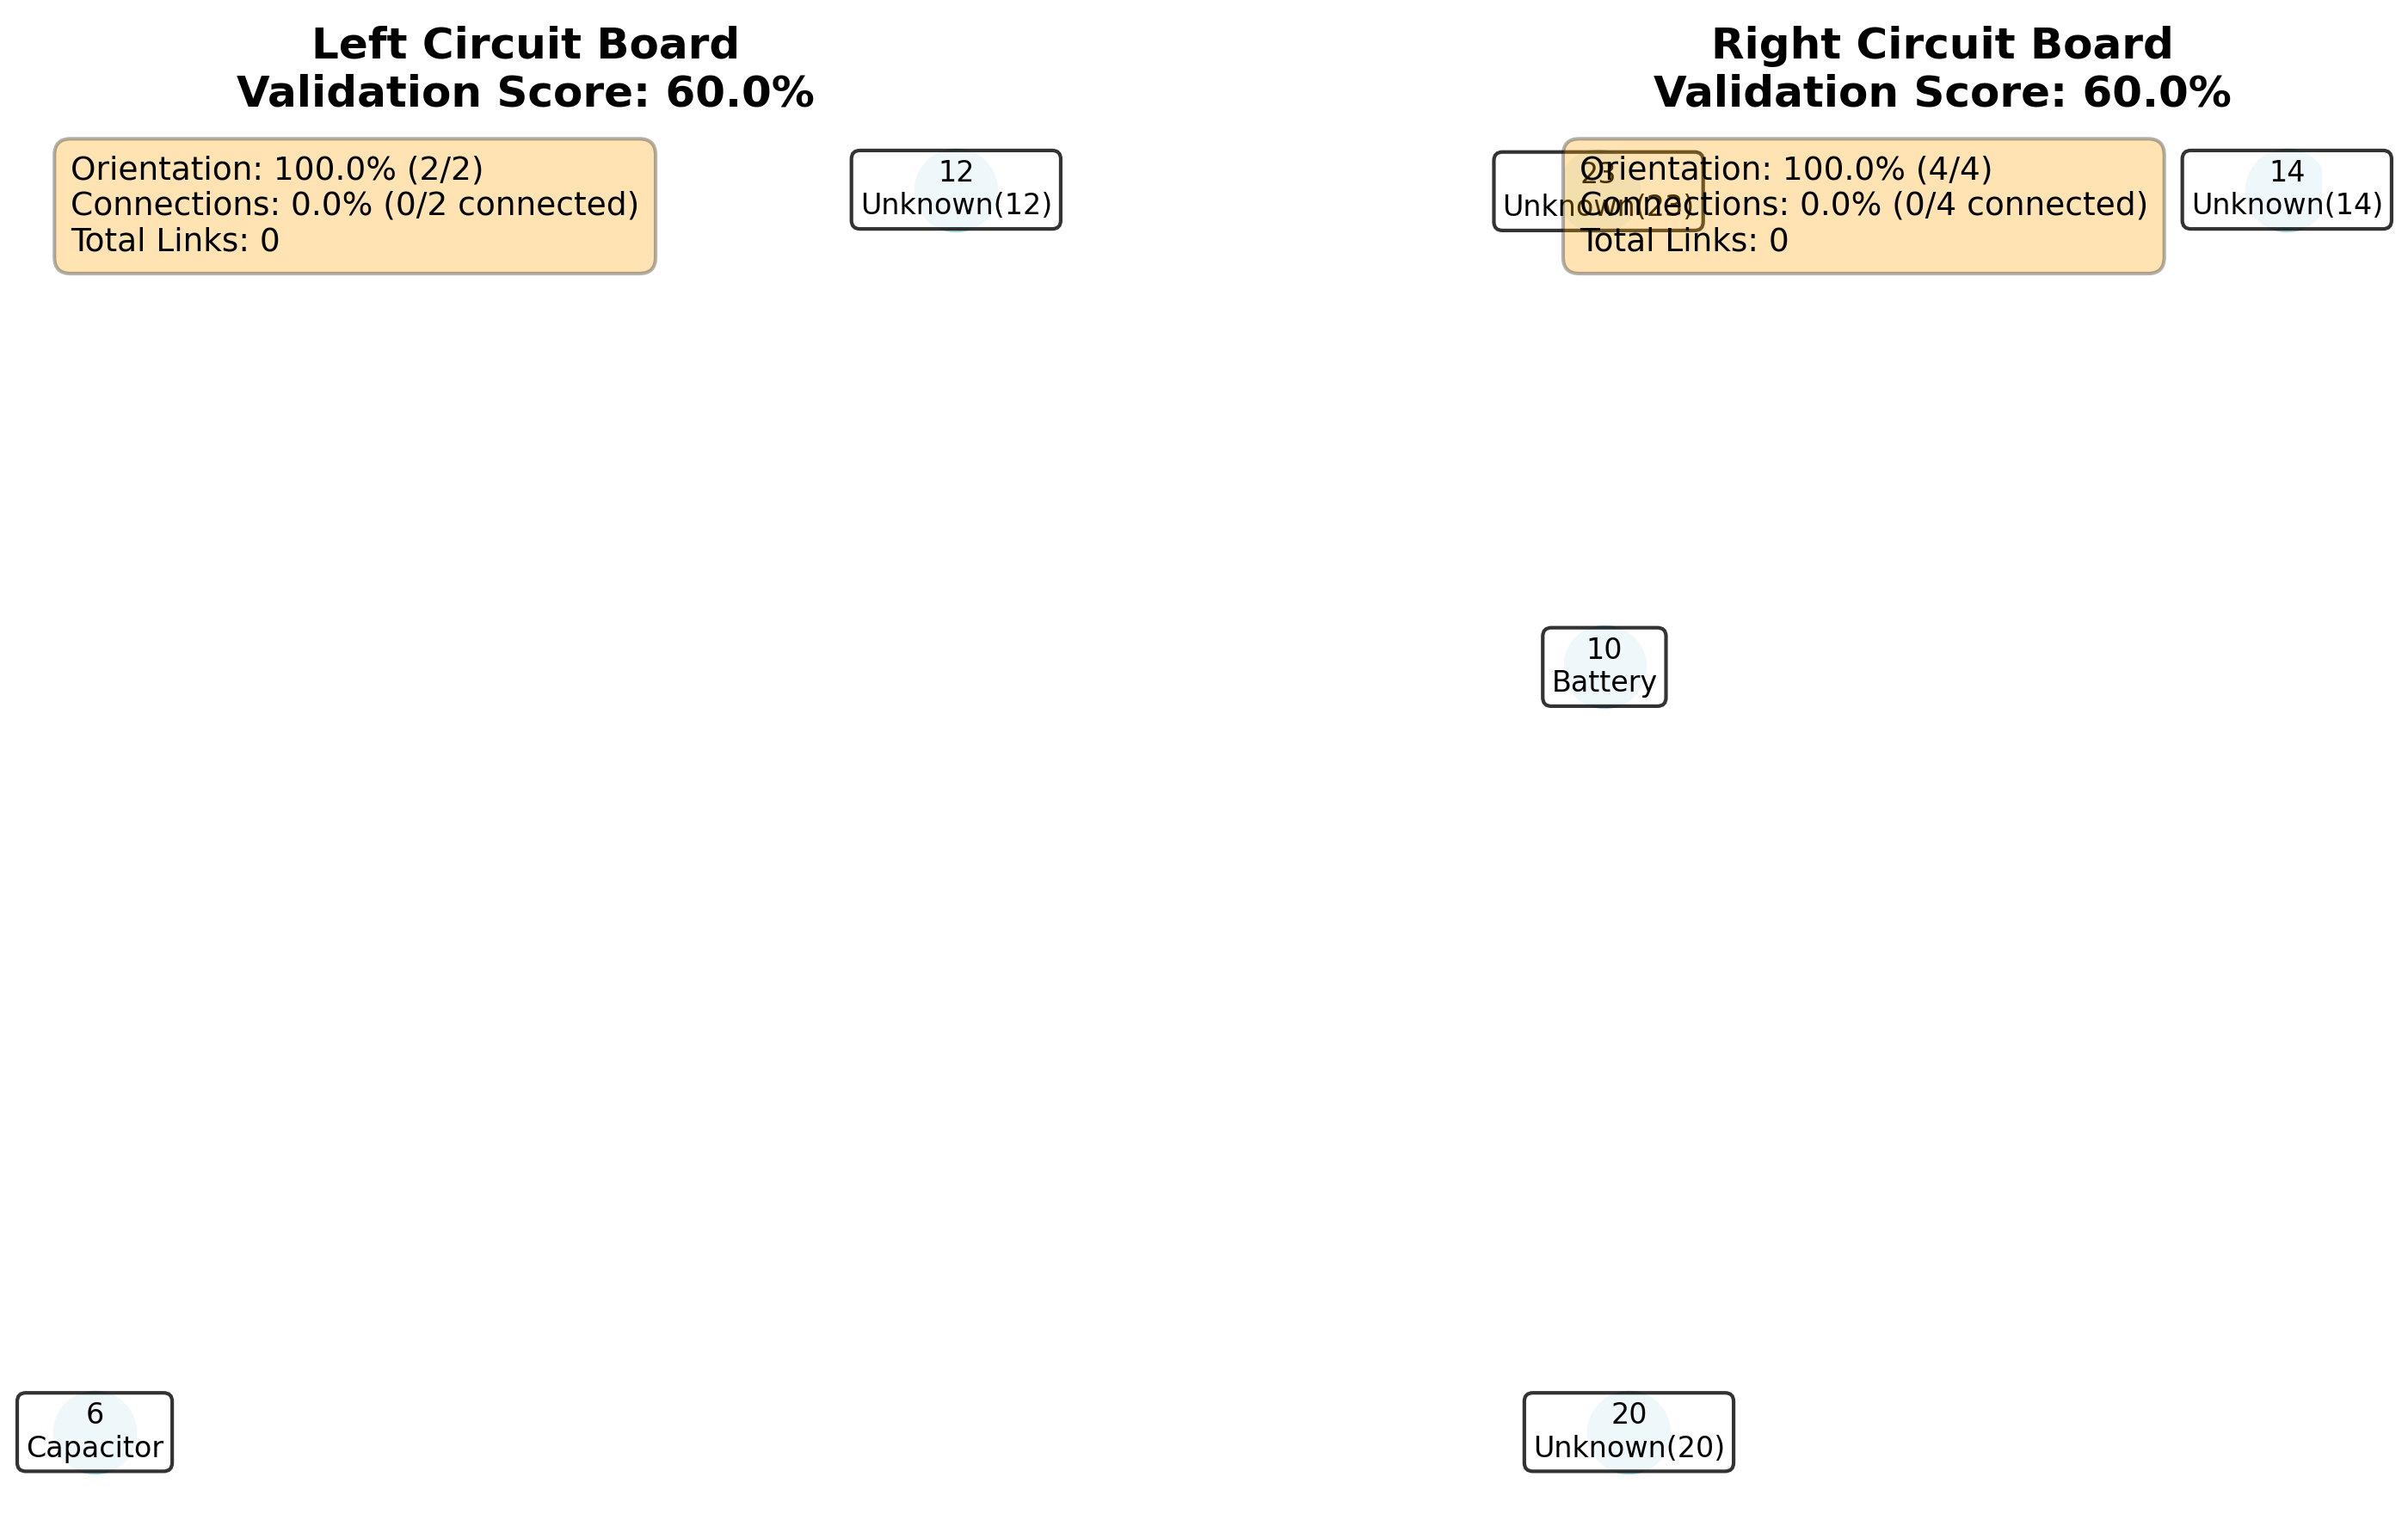 Left Circuit Board
Validation Score: 60.0%
Orientation: 100.0% (2/2)
Connections: 0.0% (0/2 connected)
Total Links: 0
12
Unknown(12)
6
Capacitor
Right Circuit Board
Validation Score: 60.0%
23
Unknown(23)
Orientation: 100.0% (4/4)
Connections: 0.0% (0/4 connected)
Total Links: 0
14
Unknown(14)
10
Battery
20
Unknown(20)